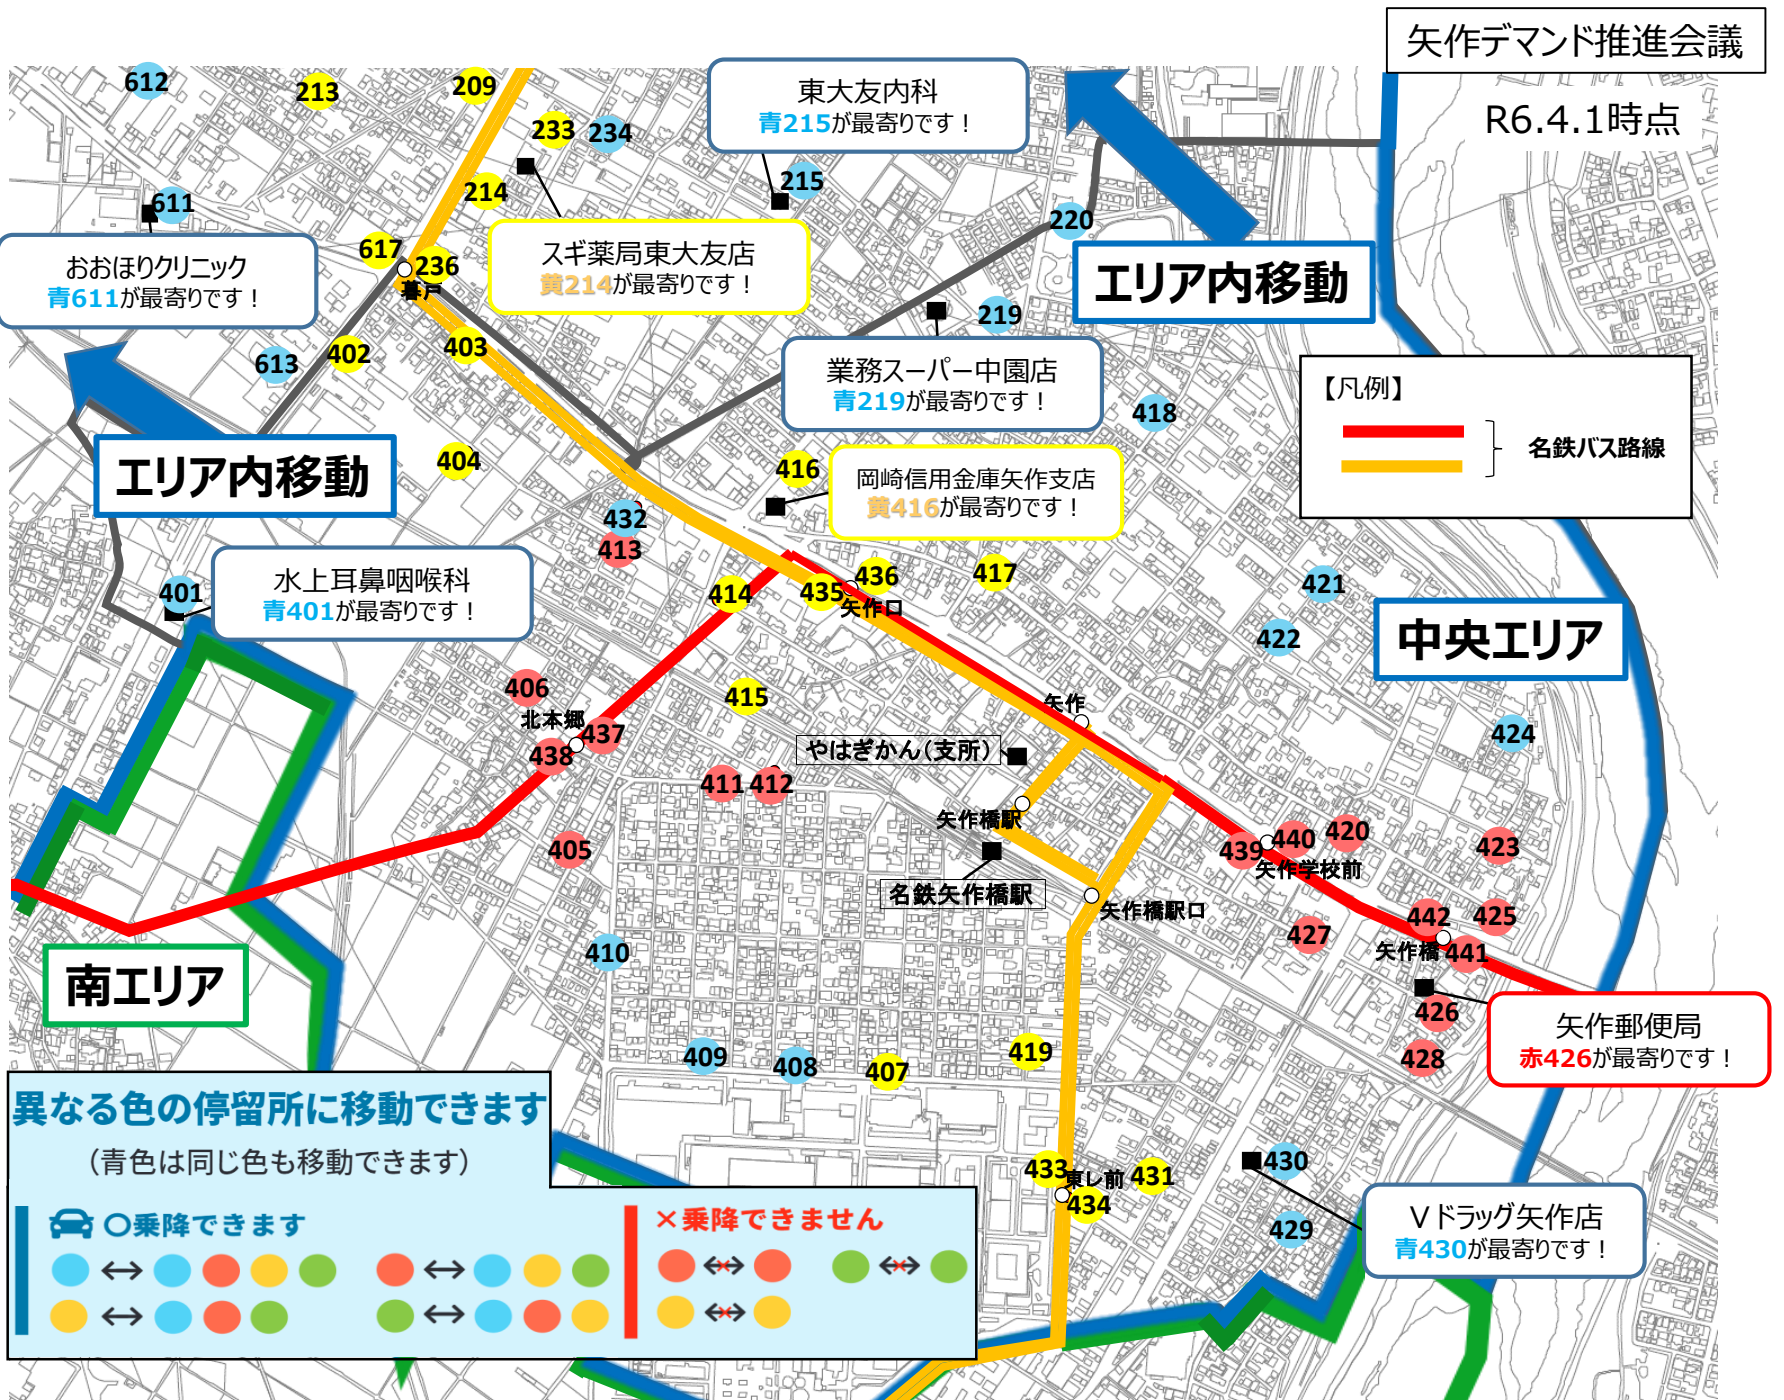 矢作デマンド推進会議
R6.4.1時点
612
213
209
233
234
東大友内科
青215が最寄りです！
215
214
611
220
617
236
暮戸
おおほりクリニック
青611が最寄りです！
スギ薬局東大友店
黄214が最寄りです！
エリア内移動
219
613
402
403
業務スーパー中園店
青219が最寄りです！
418
【凡例】
名鉄バス路線
エリア内移動
404
416
岡崎信用金庫矢作支店
黄416が最寄りです！
432
413
401
水上耳鼻咽喉科
青401が最寄りです！
414
435
436
矢作口
417
421
422
中央エリア
406
北本郷
437
438
415
矢作
424
やはぎかん(支所)
411
412
矢作橋駅
405
名鉄矢作橋駅
矢作橋駅口
439
440
420
矢作学校前
423
442
425
427
矢作橋
441
410
南エリア
426
矢作郵便局
赤426が最寄りです！
428
409
408
407
419
異なる色の停留所に移動できます
（青色は同じ色も移動できます）
〇乗降できます
×乗降できません
433
東レ前
431
434
430
429
Ｖドラッグ矢作店
青430が最寄りです！